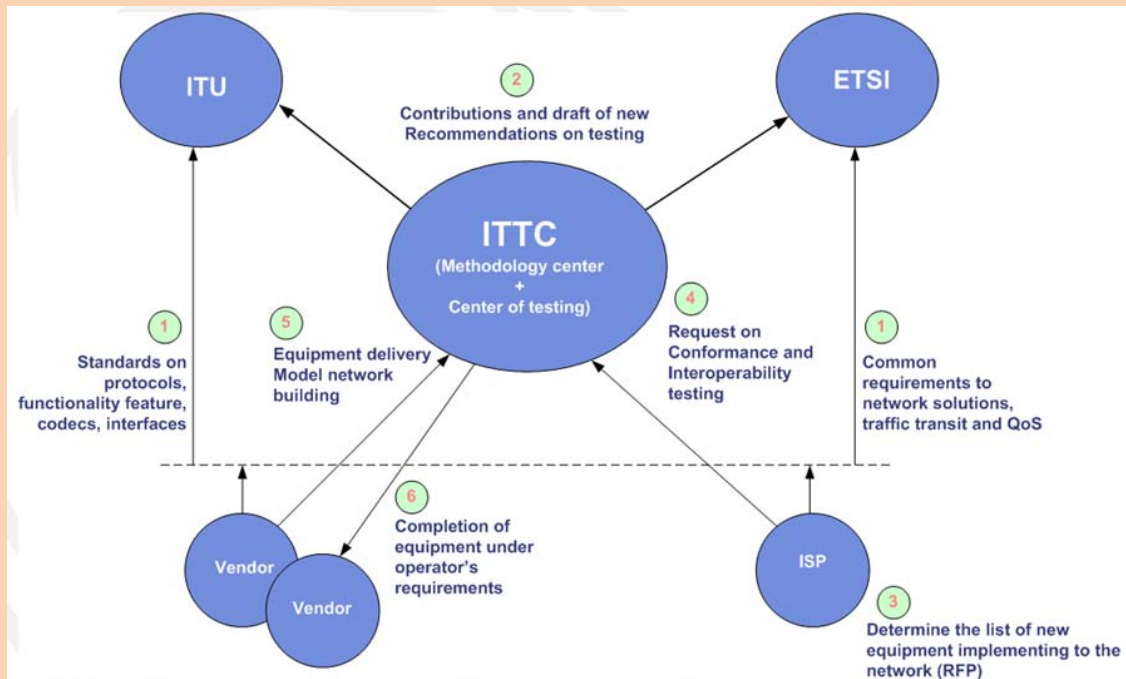 ITU
ETSI
2
Contributions and draft of new
Recommendations on testing
ITTC
(Methodology center
+
Center of testing)
1
Standards on
protocols,
functionality feature,
codecs, interfaces
5
Equipment delivery
Model network
building
4
Request on
Conformance and
Interoperability
testing
1
Common
requirements to
network solutions,
traffic transit and QoS
6
Completion of
equipment under
operator's
requirements
Vendor
Vendor
ISP
3
Determine the list of new
equipment implementing to the
network (RFP)